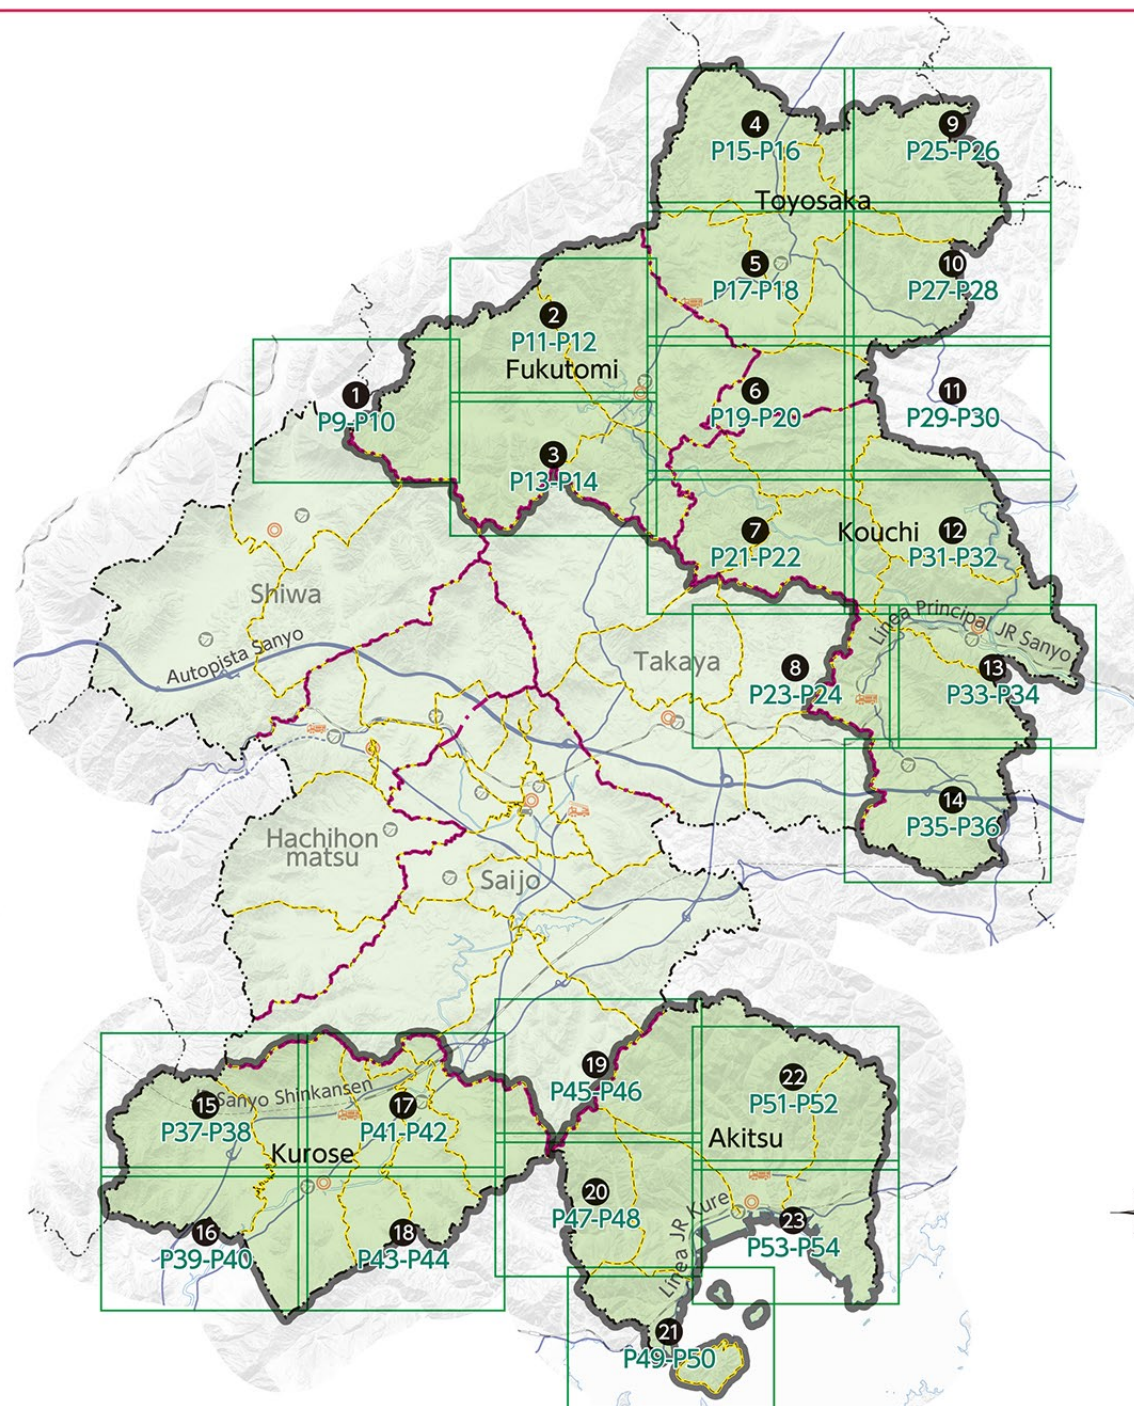 4
P15-P16
9
P25-P26
Toyosaka
5
P17-P18
10
P27-P28
2
P11-P12
Fukutomi
1
P9-P10
6
P19-P20
11
P29-P30
3
P13-P14
7
P21-P22
Kouchi
12
P31-P32
Shiwa
Autopista Sanyo
Línea Principal JR Sanyo
Takaya
8
P23-P24
13
P33-P34
14
P35-P36
Hachihon
matsu
Saijo
19
P45-P46
22
P51-P52
Sanyo Shinkansen
15
P37-P38
17
P41-P42
Kurose
Akitsu
20
P47-P48
16
P39-P40
18
P43-P44
Línea JR Kure
23
P53-P54
21
P49-P50